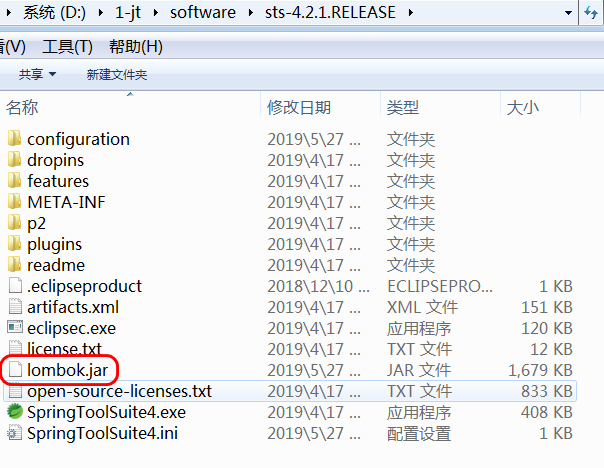 系统 (D:) 1-jt software sts-4.2.1.RELEASE
看(V) 工具(T) 帮助(H)
共享 新建文件夹
名称 修改日期 类型 大小
configuration 2019\5\27 ... 文件夹
dropins 2019\4\17 ... 文件夹
features 2019\4\17 ... 文件夹
META-INF 2019\4\17 ... 文件夹
p2 2019\4\17 ... 文件夹
plugins 2019\4\17 ... 文件夹
readme 2019\4\17 ... 文件夹
.eclipseproduct 2018\12\10 ... ECLIPSEPRO... 1 KB
artifacts.xml 2019\4\17 ... XML 文件 151 KB
eclipsec.exe 2019\4\17 ... 应用程序 120 KB
license.txt 2019\4\17 ... TXT 文件 12 KB
lombok.jar 2019\5\27 ... JAR 文件 1,679 KB
open-source-licenses.txt 2019\4\17 ... TXT 文件 833 KB
SpringToolSuite4.exe 2019\4\17 ... 应用程序 408 KB
SpringToolSuite4.ini 2019\5\27 ... 配置设置 1 KB